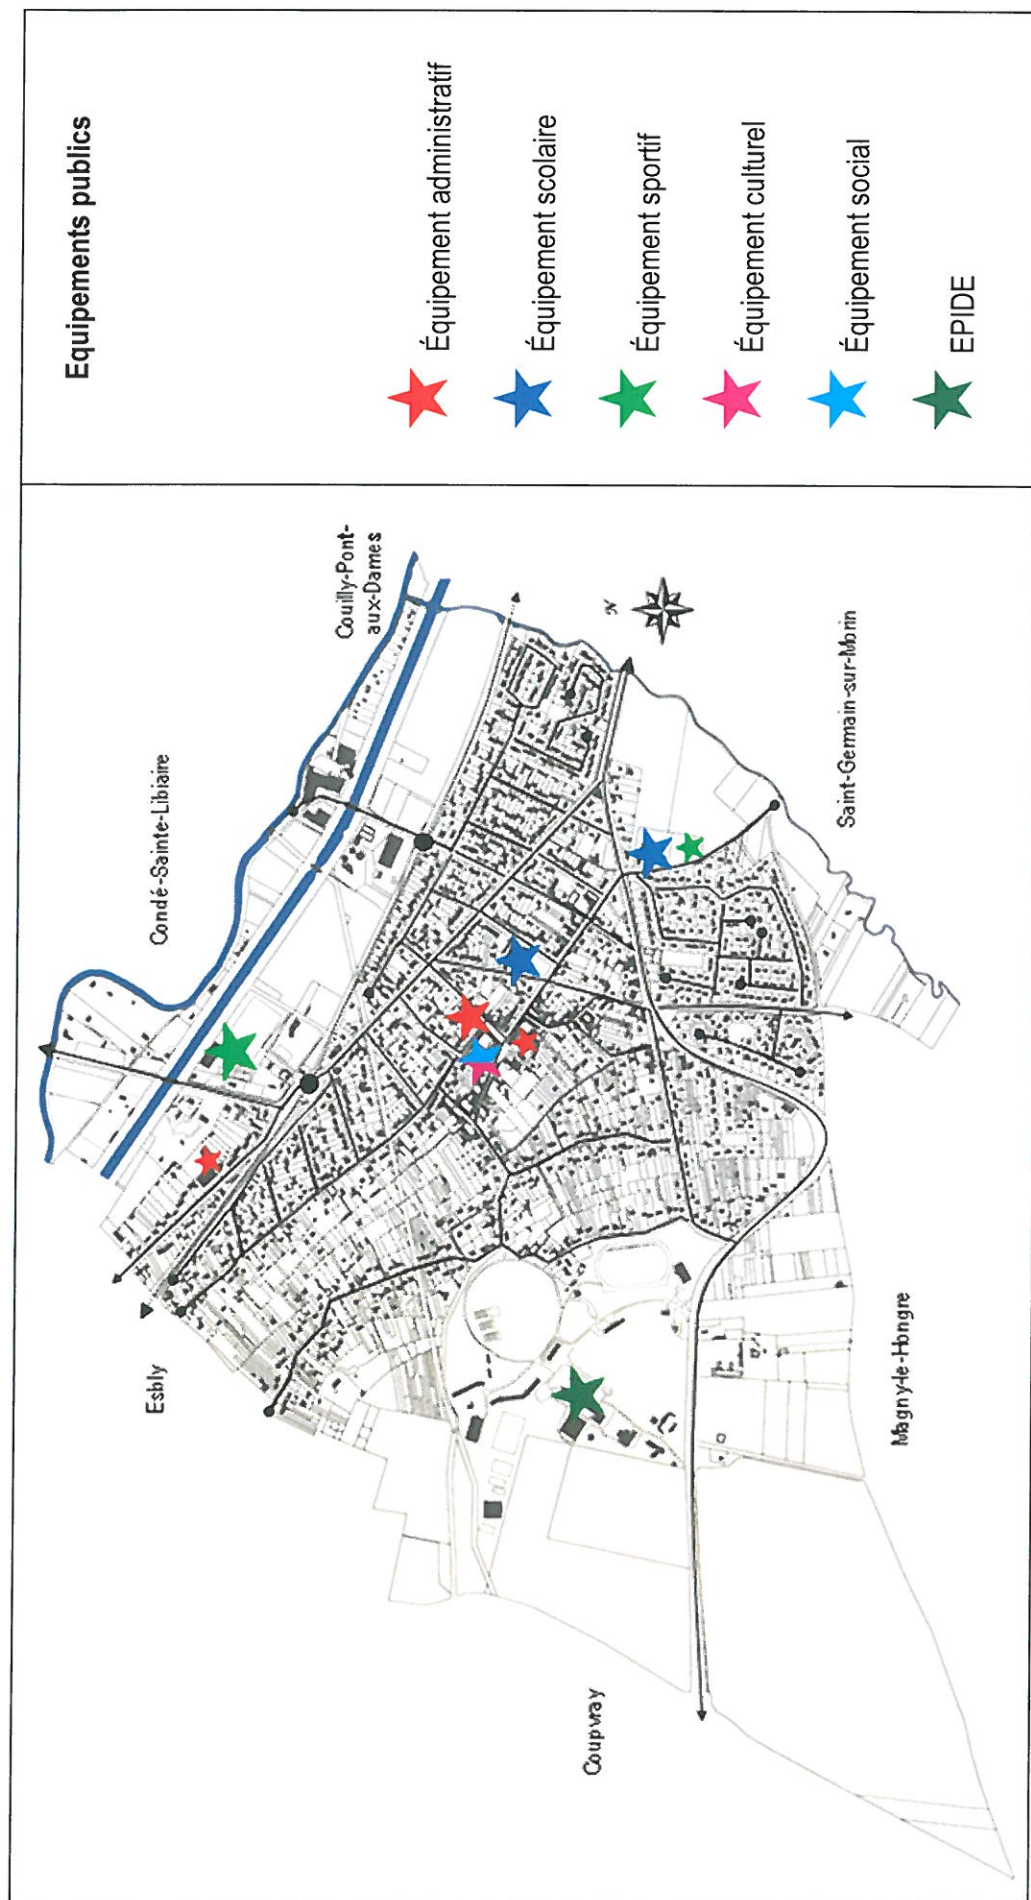 Equipements publics
Équipement administratif
Équipement scolaire
Équipement sportif
Équipement culturel
Équipement social
EPIDE
Esbly
Condé-Sainte-Libiaire
Couilly-Pont-
aux-Dames
N
Saint-Germain-sur-Morin
Magny-le-Hongre
Coupvray